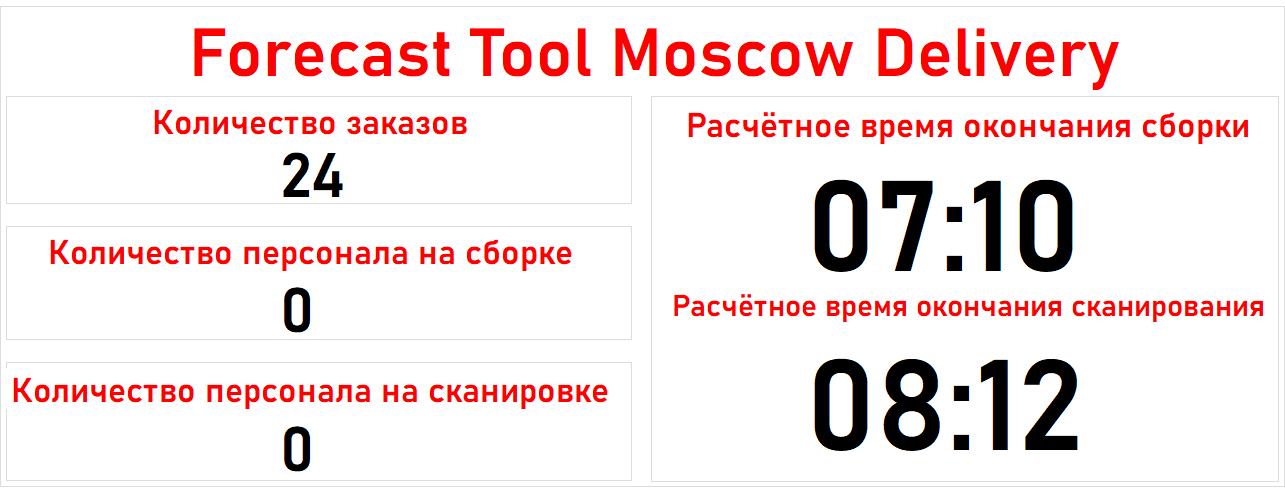 Forecast Tool Moscow Delivery
Количество заказов
24
Количество персонала на сборке
0
Количество персонала на сканировке
0
Расчётное время окончания сборки
07:10
Расчётное время окончания сканирования
08:12